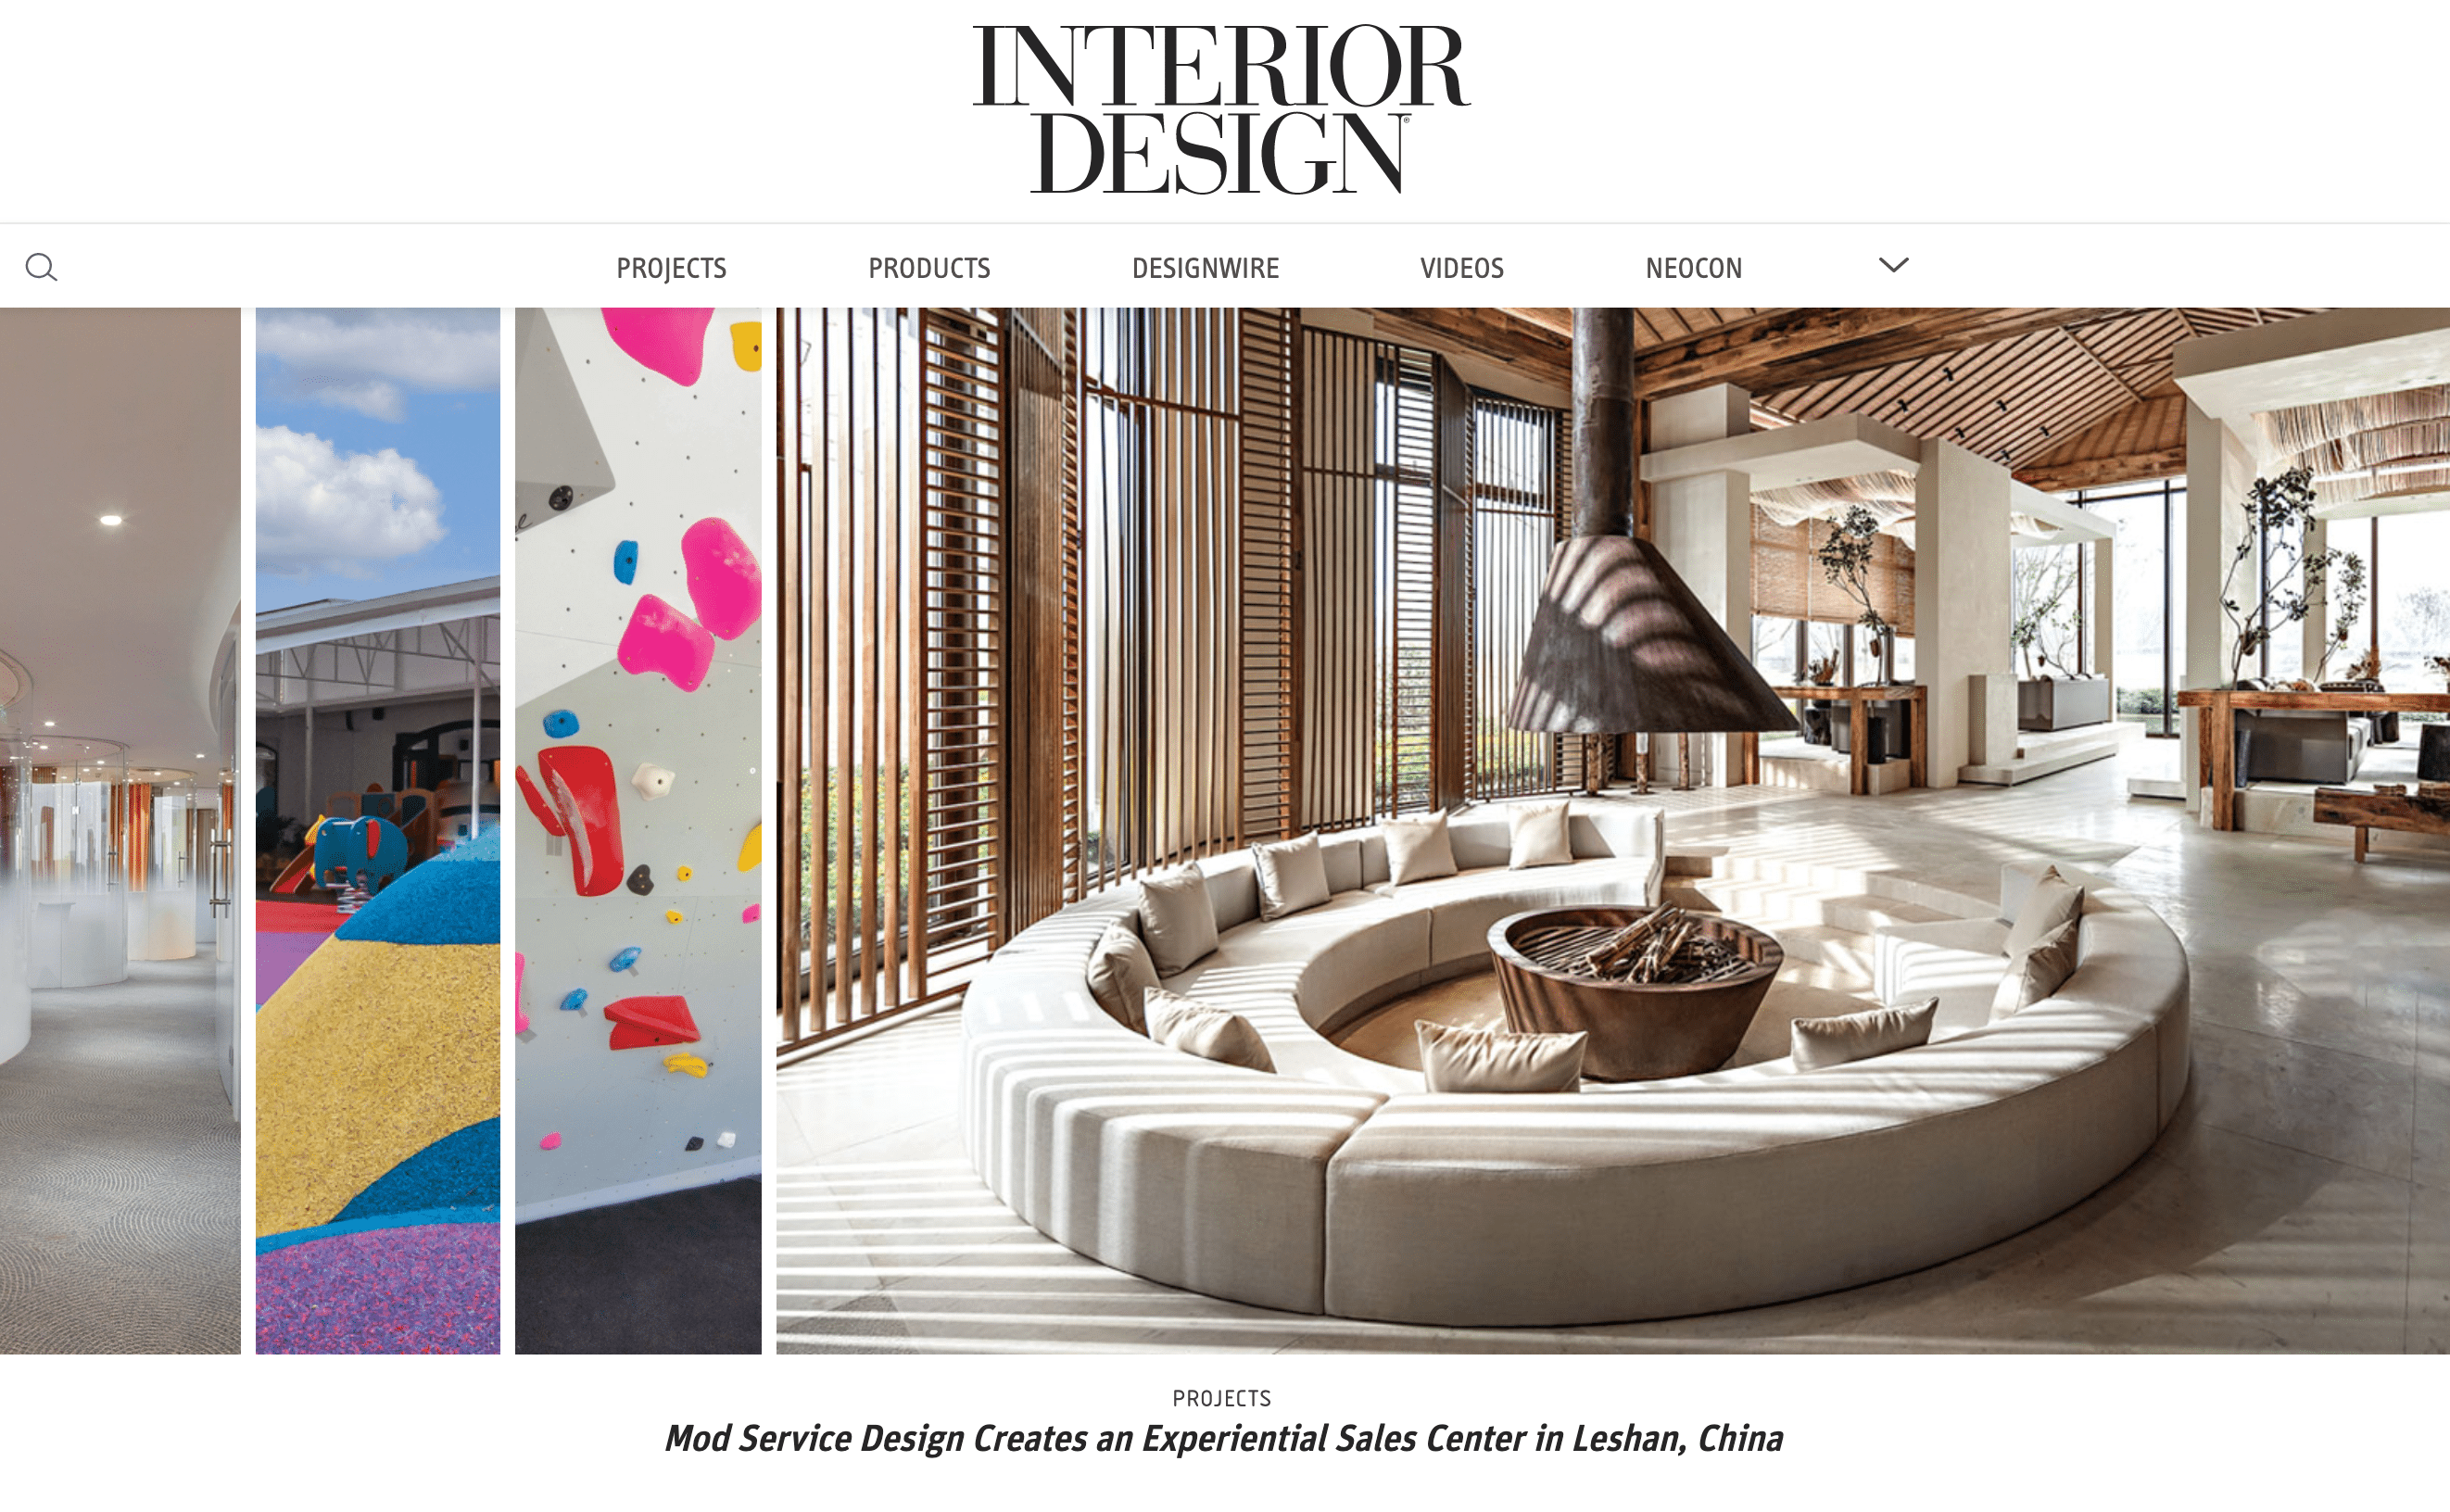 INTERIOR
DESIGN®
PROJECTS PRODUCTS DESIGNWIRE VIDEOS NEOCON
PROJECTS
Mod Service Design Creates an Experiential Sales Center in Leshan, China